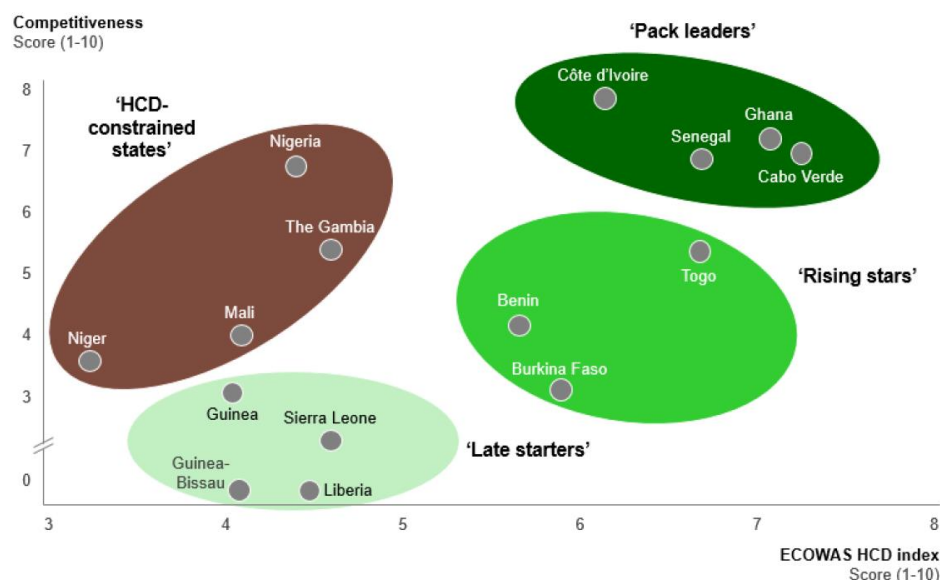 Competitiveness
Score (1-10)
‘Pack leaders’
8
Côte d’Ivoire
‘HCD-
constrained
states’
Ghana
Nigeria
Senegal
7
Cabo Verde
6
The Gambia
5
Togo
‘Rising stars’
Benin
Mali
4
Niger
Burkina Faso
3
Guinea
Sierra Leone
‘Late starters’
Guinea-
Bissau
Liberia
0
3
4
5
6
7
8
ECOWAS HCD index
Score (1-10)